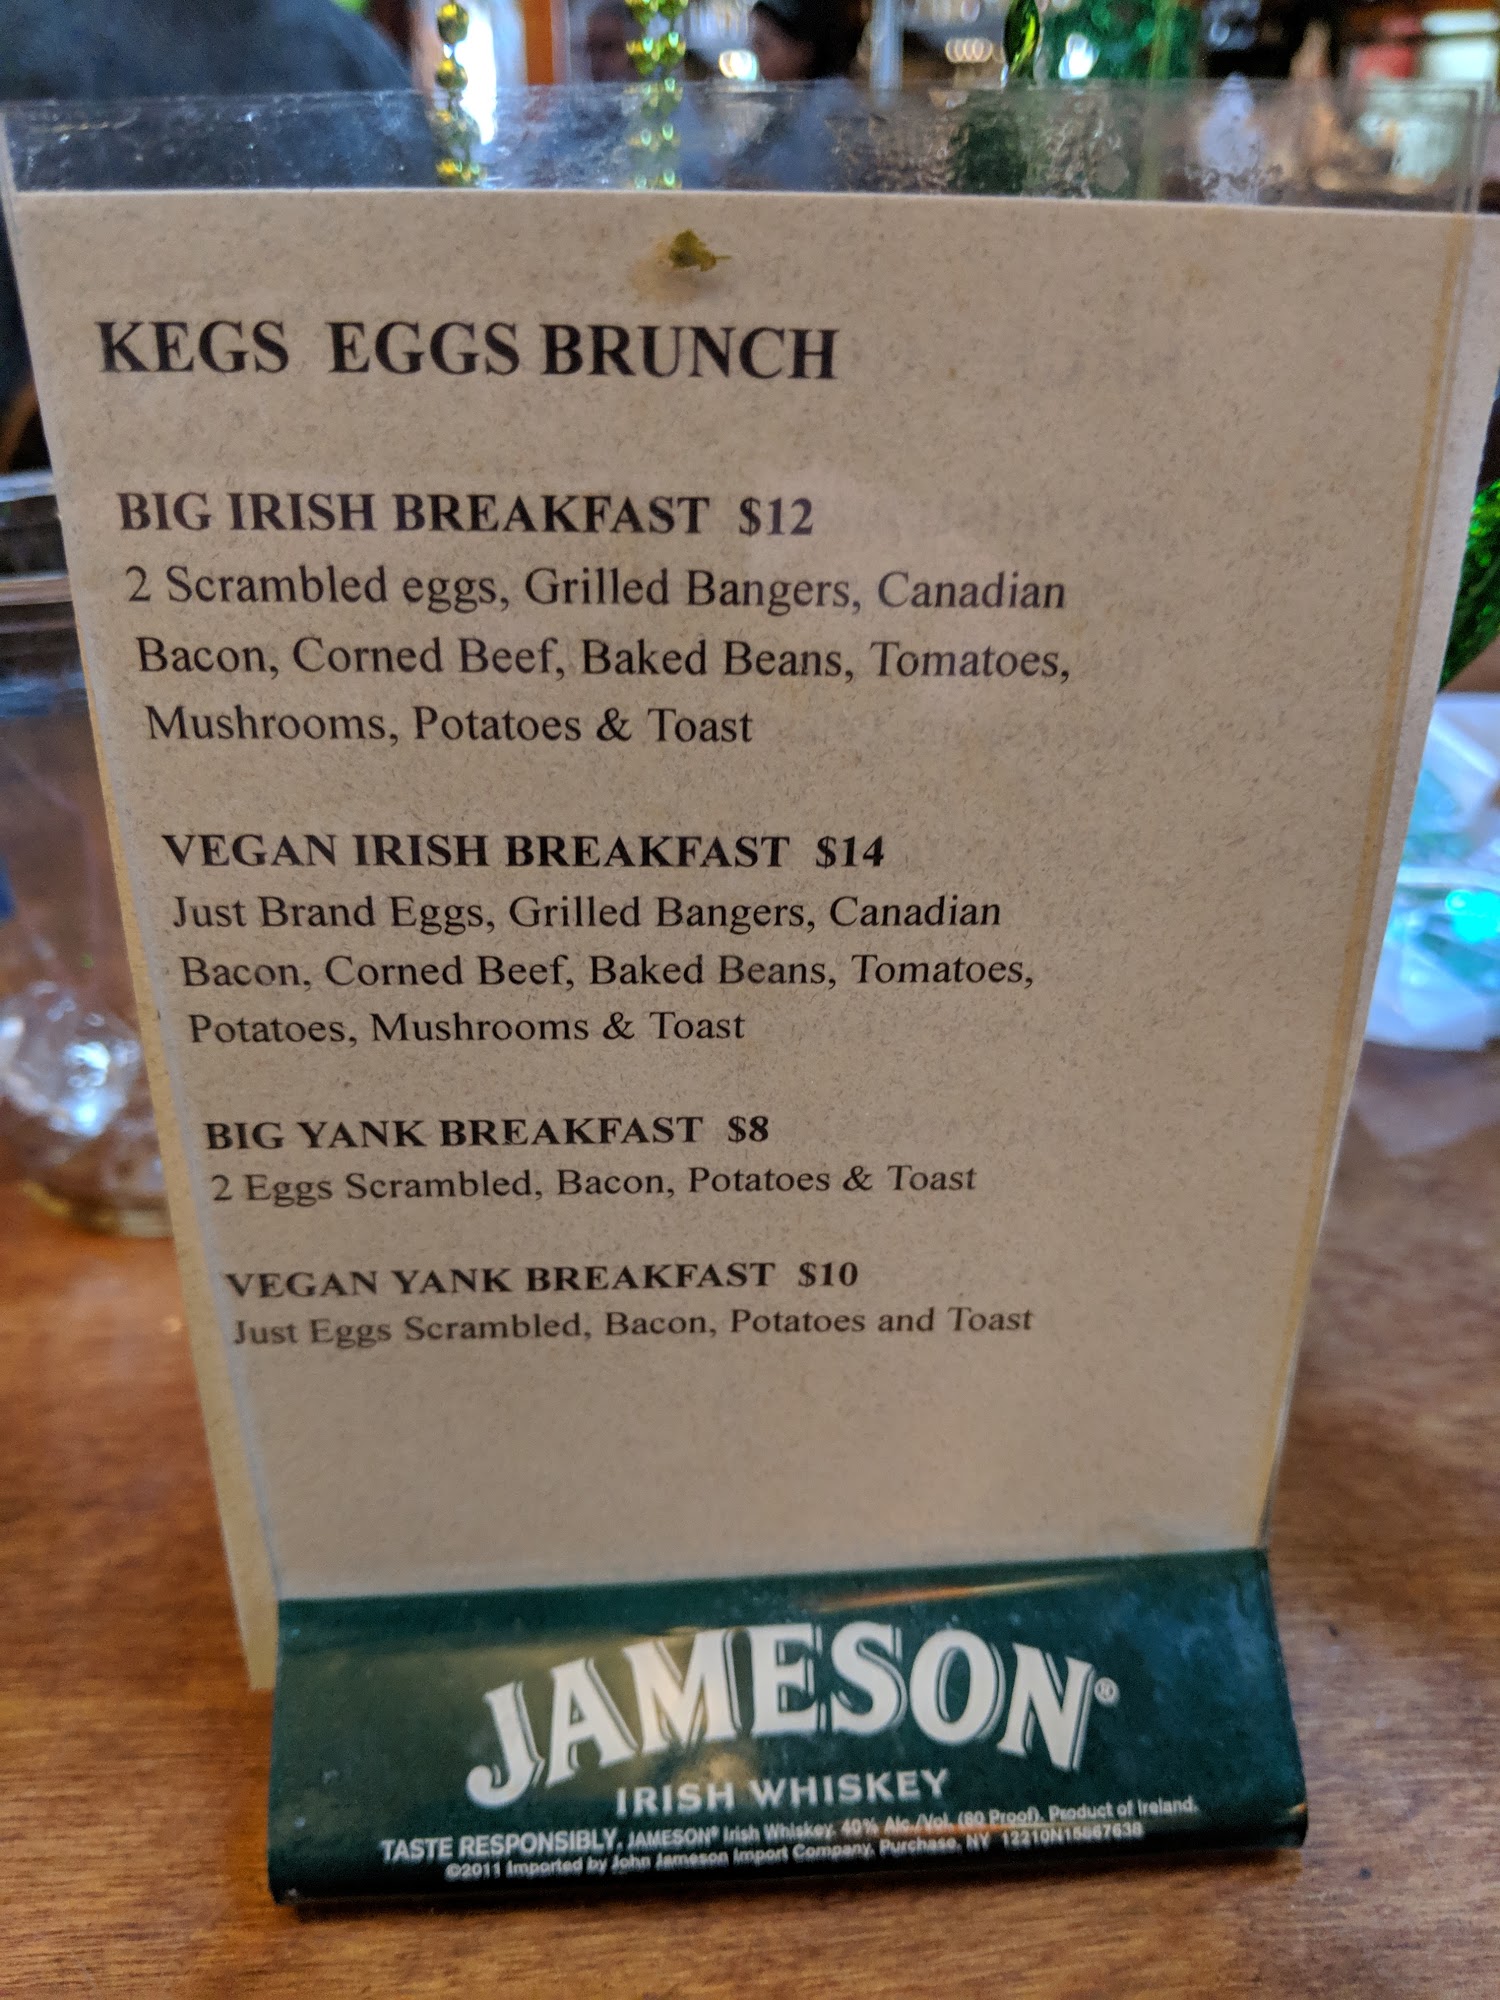 KEGS EGGS BRUNCH
BIG IRISH BREAKFAST $12
2 Scrambled eggs, Grilled Bangers, Canadian
Bacon, Corned Beef, Baked Beans, Tomatoes,
Mushrooms, Potatoes & Toast
VEGAN IRISH BREAKFAST $14
Just Brand Eggs, Grilled Bangers, Canadian
Bacon, Corned Beef, Baked Beans, Tomatoes,
Potatoes, Mushrooms & Toast
BIG YANK BREAKFAST $8
2 Eggs Scrambled, Bacon, Potatoes & Toast
VEGAN YANK BREAKFAST $10
Just Eggs Scrambled, Bacon, Potatoes and Toast
JAMESON®
IRISH WHISKEY
TASTE RESPONSIBLY. JAMESON® Irish Whiskey. 40% Alc./Vol. (80 Proof). Product of Ireland.
©2011 Imported by John Jameson Import Company, Purchase, NY 12210N15667638